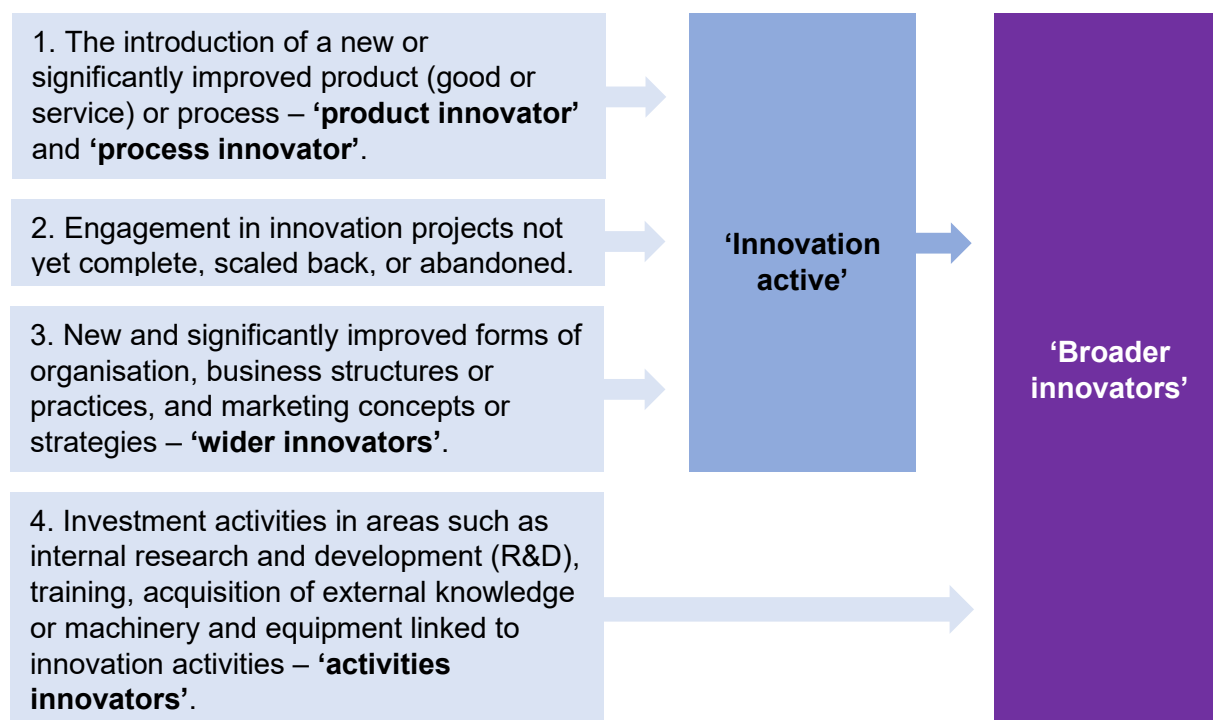 1. The introduction of a new or
significantly improved product (good or
service) or process – ‘product innovator’
and ‘process innovator’.
2. Engagement in innovation projects not
yet complete, scaled back, or abandoned.
3. New and significantly improved forms of
organisation, business structures or
practices, and marketing concepts or
strategies – ‘wider innovators’.
4. Investment activities in areas such as
internal research and development (R&D),
training, acquisition of external knowledge
or machinery and equipment linked to
innovation activities – ‘activities
innovators’.
‘Innovation
active’
‘Broader
innovators’